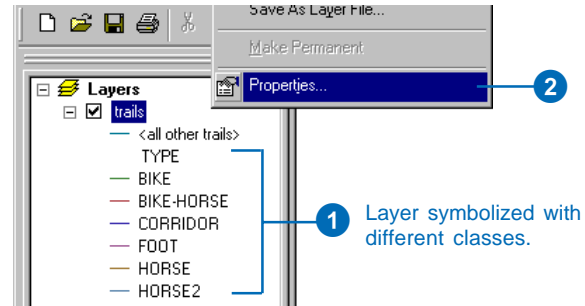 Save As Layer File...
Make Permanent
Properties...
2
Layers
trails
<all other trails>
TYPE
BIKE
BIKE-HORSE
CORRIDOR
FOOT
HORSE
HORSE2
1
Layer symbolized with
different classes.